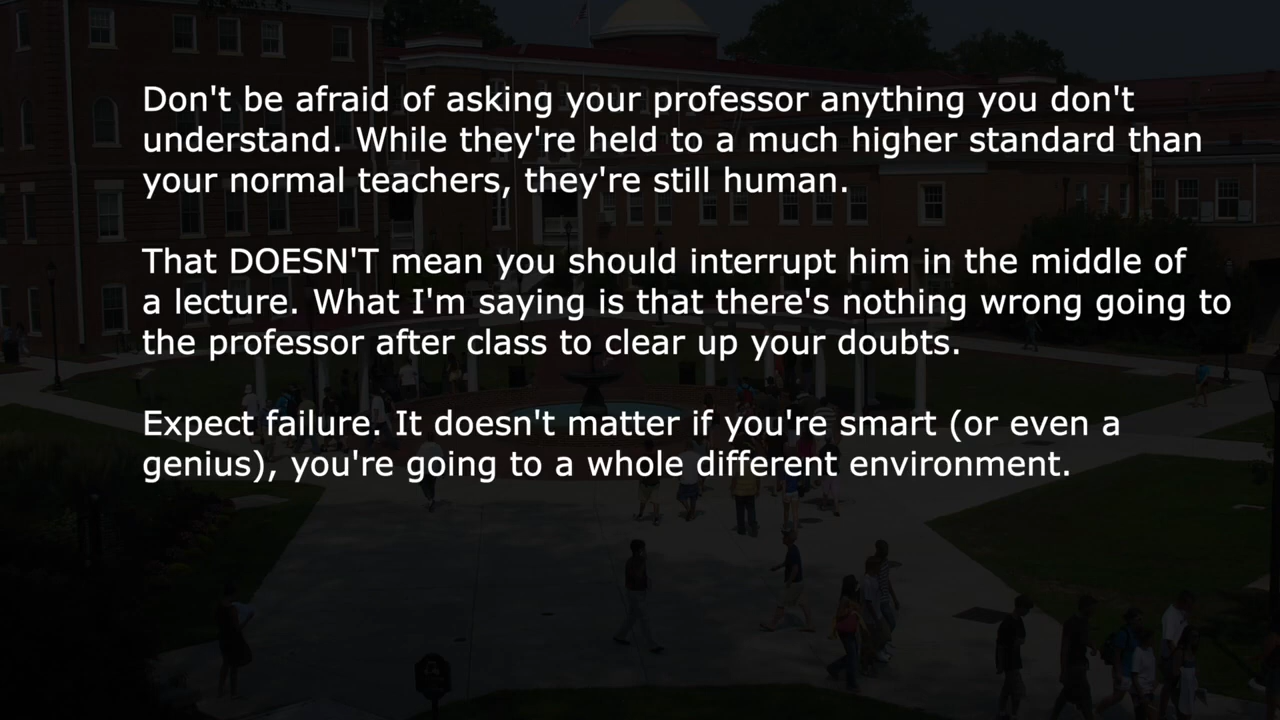 Don't be afraid of asking your professor anything you don't
understand. While they're held to a much higher standard than
your normal teachers, they're still human.
That DOESN'T mean you should interrupt him in the middle of
a lecture. What I'm saying is that there's nothing wrong going to
the professor after class to clear up your doubts.
Expect failure. It doesn't matter if you're smart (or even a
genius), you're going to a whole different environment.